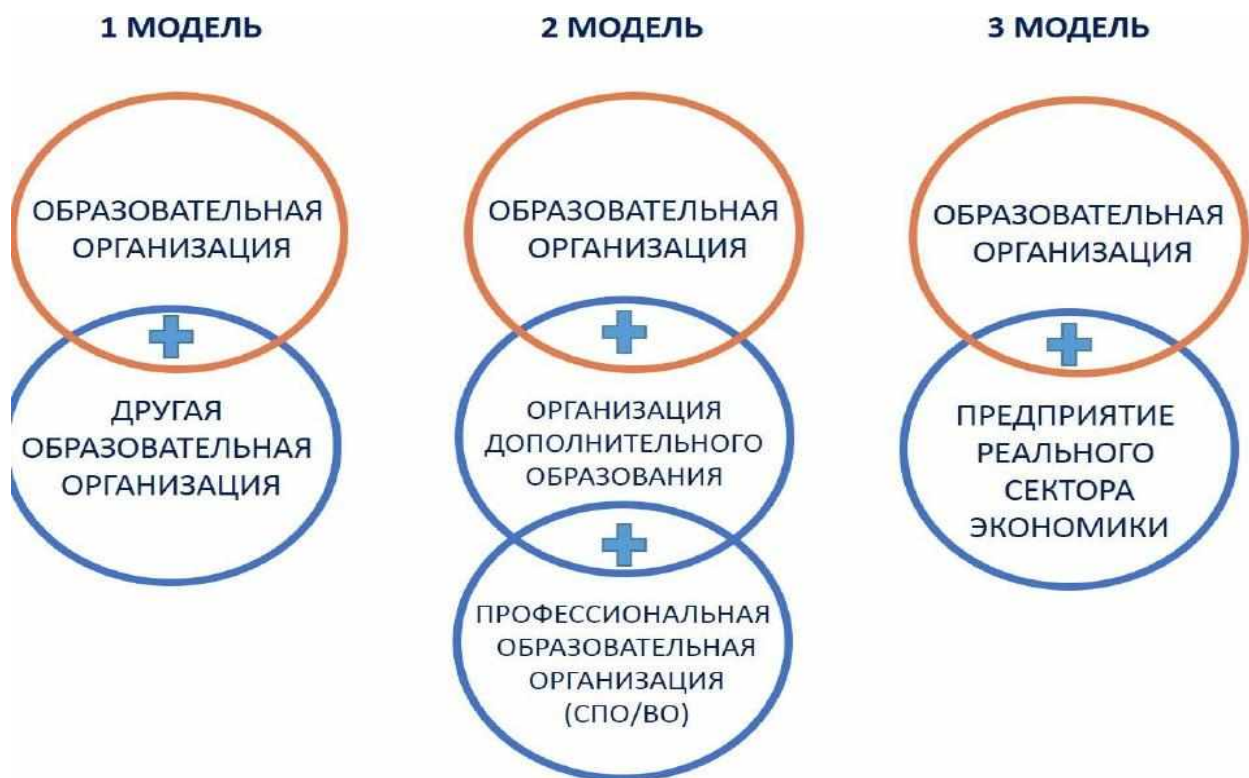 1 МОДЕЛЬ
ОБРАЗОВАТЕЛЬНАЯ
ОРГАНИЗАЦИЯ
ДРУГАЯ
ОБРАЗОВАТЕЛЬНАЯ
ОРГАНИЗАЦИЯ
2 МОДЕЛЬ
ОБРАЗОВАТЕЛЬНАЯ
ОРГАНИЗАЦИЯ
ОРГАНИЗАЦИЯ
ДОПОЛНИТЕЛЬНОГО
ОБРАЗОВАНИЯ
ПРОФЕССИОНАЛЬНАЯ
ОБРАЗОВАТЕЛЬНАЯ
ОРГАНИЗАЦИЯ
(СПО/ВО)
3 МОДЕЛЬ
ОБРАЗОВАТЕЛЬНАЯ
ОРГАНИЗАЦИЯ
ПРЕДПРИЯТИЕ
РЕАЛЬНОГО
СЕКТОРА
ЭКОНОМИКИ